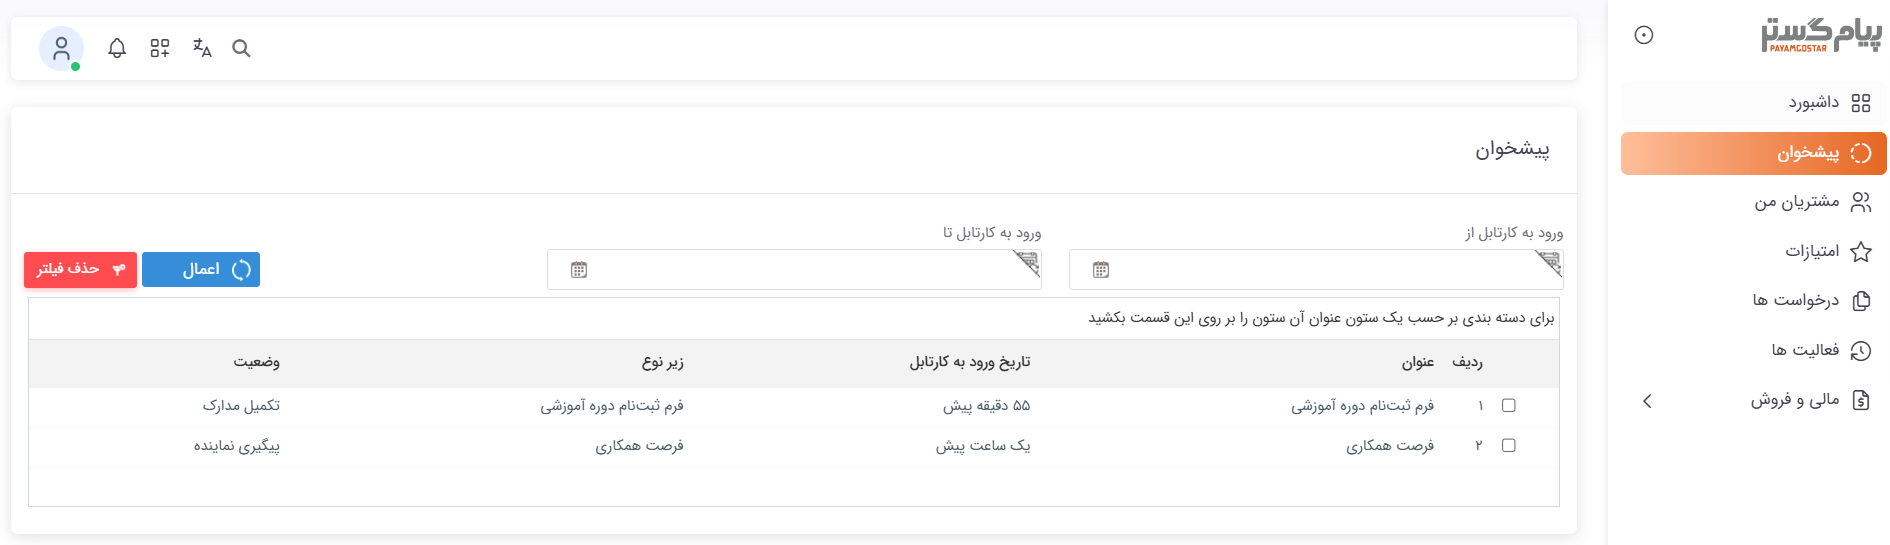 پیام گستر
PAYAMGOSTAR
داشبورد
پیشخوان
مشتریان من
امتیازات
درخواست ها
فعالیت ها
مالی و فروش
پیشخوان
ورود به کارتابل از
ورود به کارتابل تا
اعمال
حذف فیلتر
برای دسته بندی بر حسب یک ستون عنوان آن ستون را بر روی این قسمت بکشید
ردیف عنوان تاریخ ورود به کارتابل زیر نوع وضعیت
۱ فرم ثبت‌نام دوره آموزشی ۵۵ دقیقه پیش فرم ثبت‌نام دوره آموزشی تکمیل مدارک
۲ فرصت همکاری یک ساعت پیش فرصت همکاری پیگیری نماینده